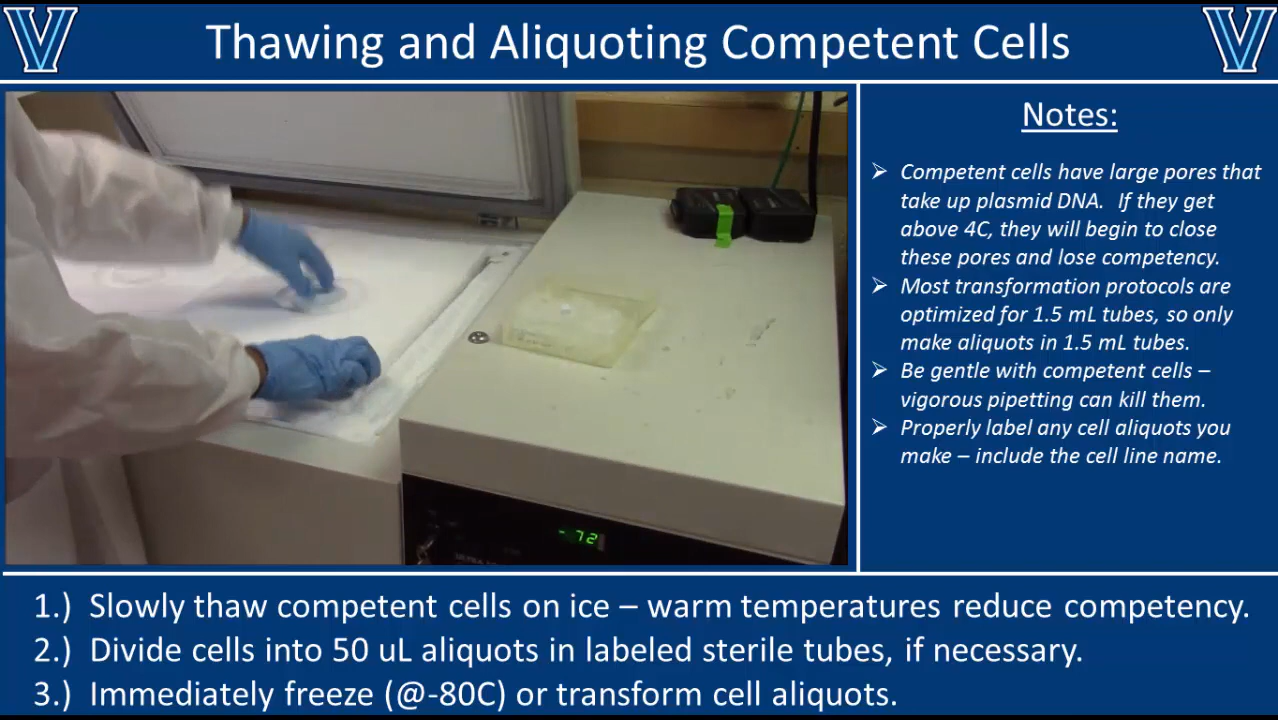 V
Thawing and Aliquoting Competent Cells
V
Notes:
➢ Competent cells have large pores that
take up plasmid DNA. If they get
above 4C, they will begin to close
these pores and lose competency.
➢ Most transformation protocols are
optimized for 1.5 mL tubes, so only
make aliquots in 1.5 mL tubes.
➢ Be gentle with competent cells –
vigorous pipetting can kill them.
➢ Properly label any cell aliquots you
make – include the cell line name.
-72
1.) Slowly thaw competent cells on ice – warm temperatures reduce competency.
2.) Divide cells into 50 uL aliquots in labeled sterile tubes, if necessary.
3.) Immediately freeze (@-80C) or transform cell aliquots.